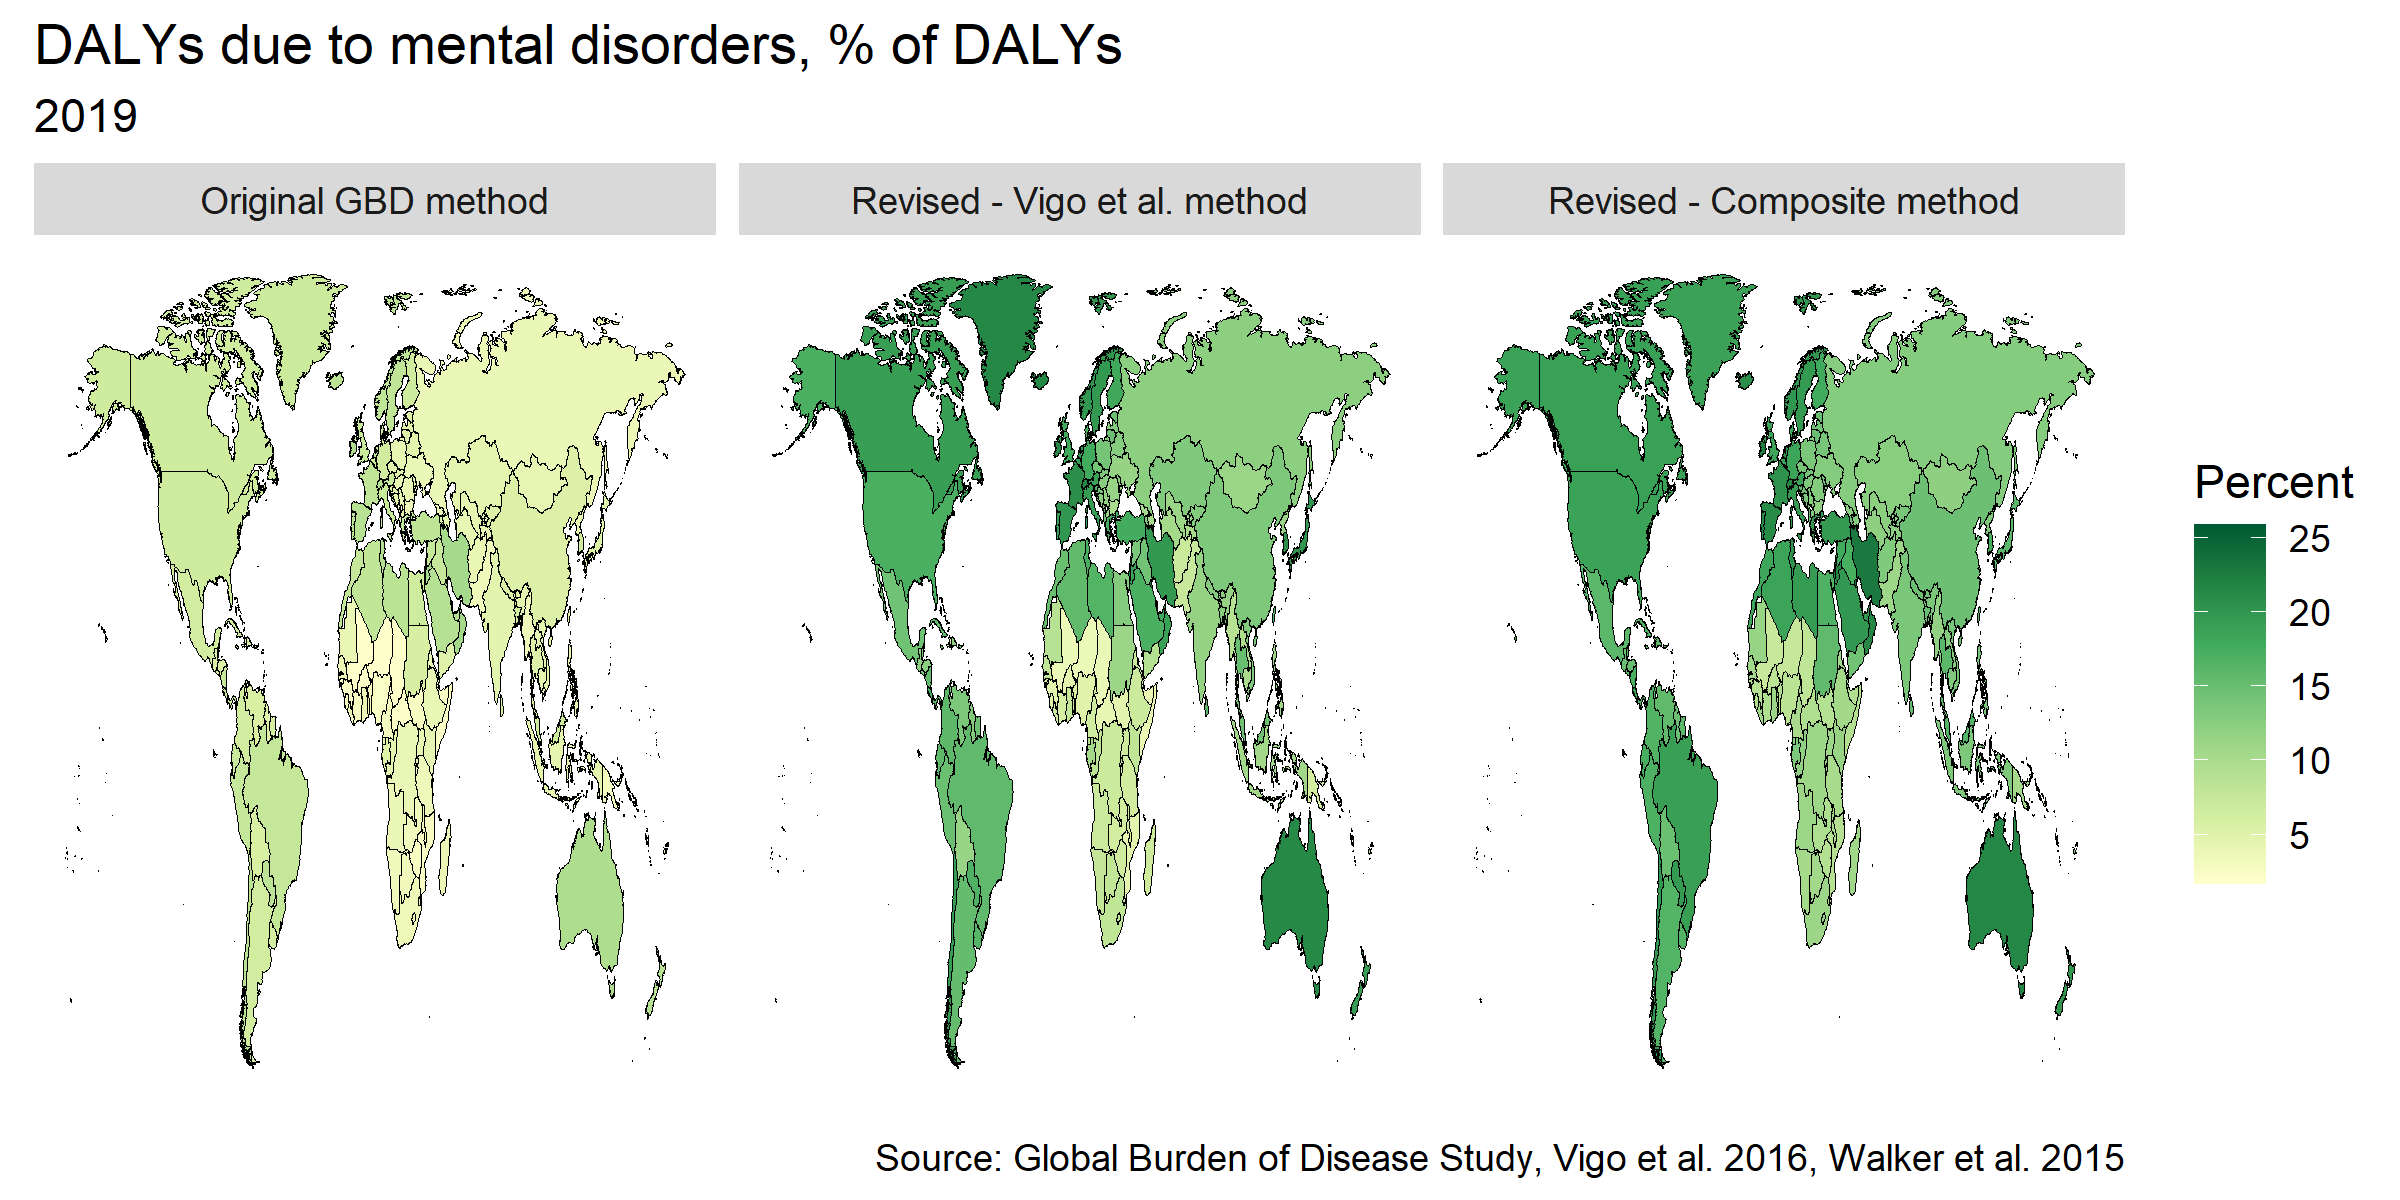 DALYs due to mental disorders, % of DALYs
2019
Original GBD method
Revised - Vigo et al. method
Revised - Composite method
Percent
25
20
15
10
5
Source: Global Burden of Disease Study, Vigo et al. 2016, Walker et al. 2015